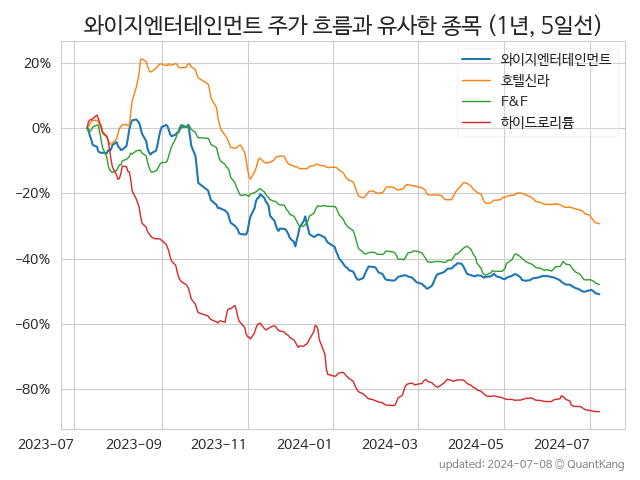 와이지엔터테인먼트 주가 흐름과 유사한 종목 (1년, 5일선)
와이지엔터테인먼트
호텔신라
F&F
하이드로리튬
20%
0%
−20%
−40%
−60%
−80%
2023-07 2023-09 2023-11 2024-01 2024-03 2024-05 2024-07
updated: 2024-07-08 © QuantKang